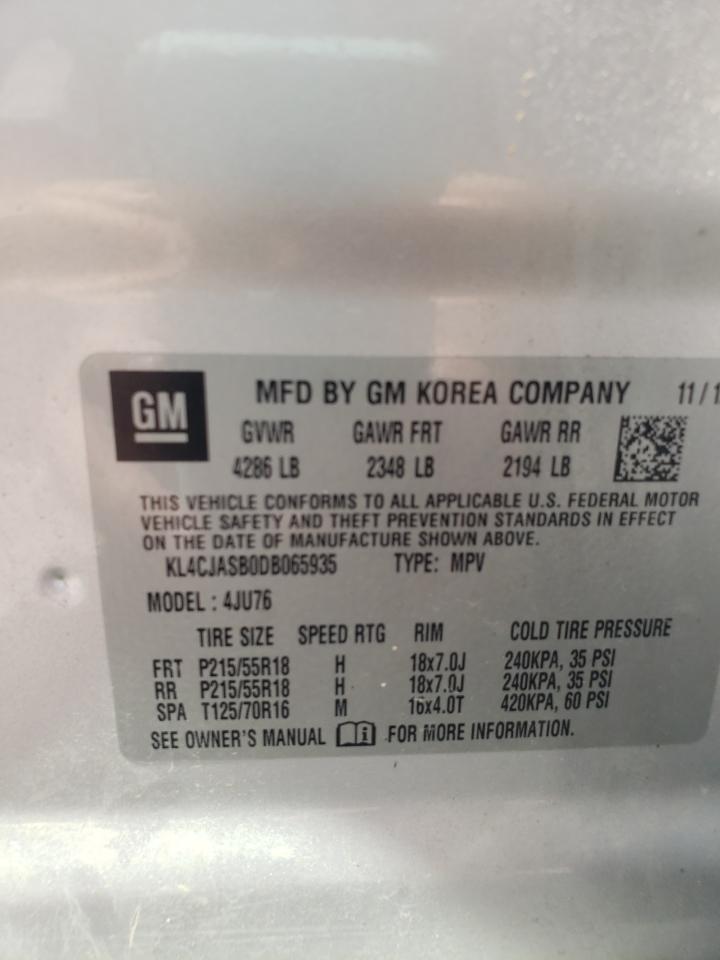 GM
MFD BY GM KOREA COMPANY 11/1
GVWR GAWR FRT GAWR RR
4286 LB 2348 LB 2194 LB
THIS VEHICLE CONFORMS TO ALL APPLICABLE U.S. FEDERAL MOTOR
VEHICLE SAFETY AND THEFT PREVENTION STANDARDS IN EFFECT
ON THE DATE OF MANUFACTURE SHOWN ABOVE.
KL4CJASB0DB065935 TYPE: MPV
MODEL : 4JU76
TIRE SIZE SPEED RTG RIM COLD TIRE PRESSURE
FRT P215/55R18 H 18x7.0J 240KPA, 35 PSI
RR P215/55R18 H 18x7.0J 240KPA, 35 PSI
SPA T125/70R16 M 16x4.0T 420KPA, 60 PSI
SEE OWNER'S MANUAL i FOR MORE INFORMATION.